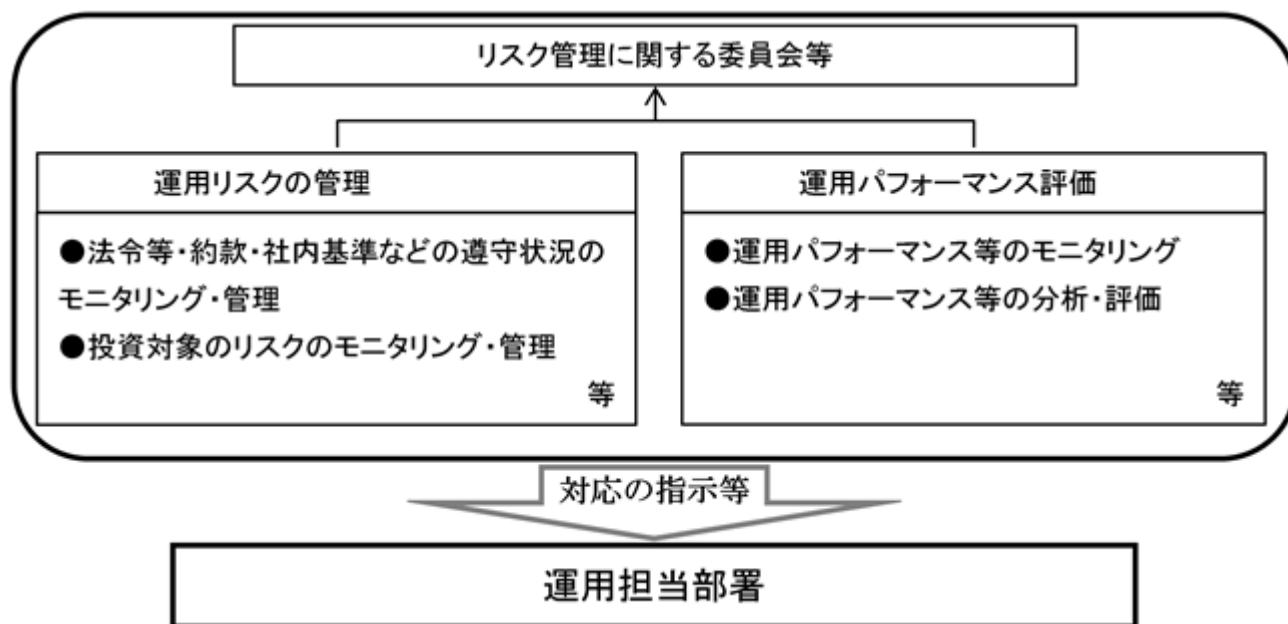 リスク管理に関する委員会等
運用リスクの管理
●法令等・約款・社内基準などの遵守状況の
モニタリング・管理
●投資対象のリスクのモニタリング・管理
等
運用パフォーマンス評価
●運用パフォーマンス等のモニタリング
●運用パフォーマンス等の分析・評価
等
対応の指示等
運用担当部署